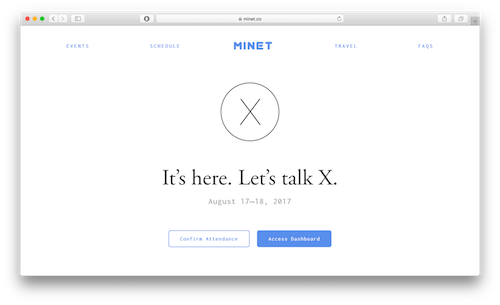 minet.co
EVENTS SCHEDULE MINET TRAVEL FAQS
X
It's here. Let's talk X.
August 17—18, 2017
Confirm Attendance Access Dashboard